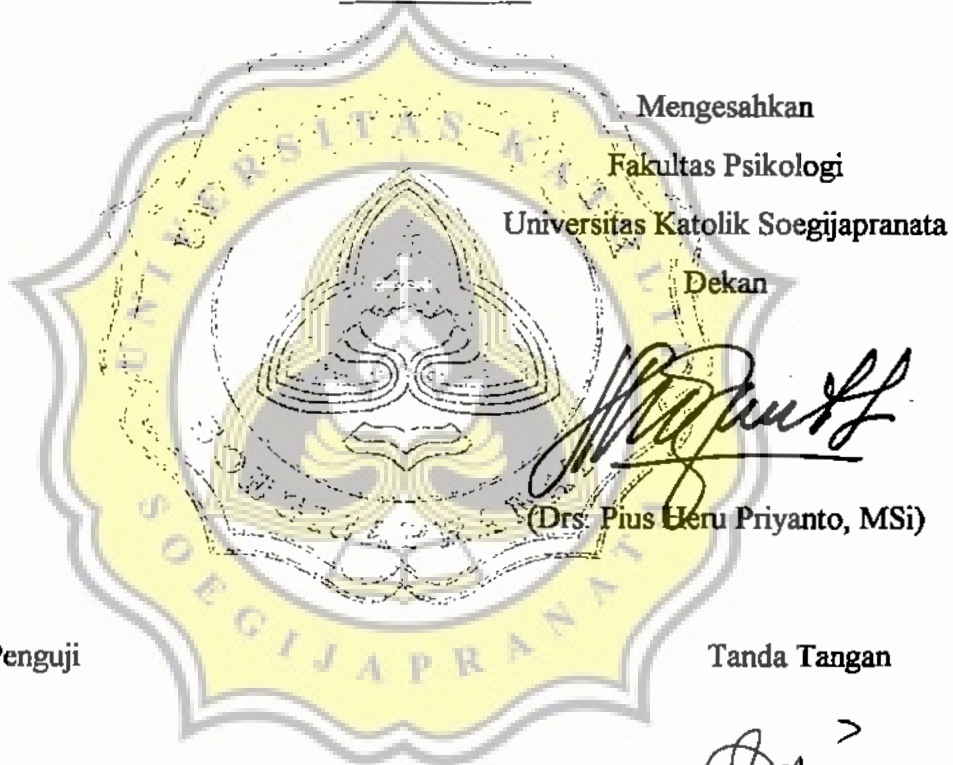 Mengesahkan
Fakultas Psikologi
Universitas Katolik Soegijapranata
Dekan
(Drs. Pius Heru Priyanto, MSi)
Penguji
Tanda Tangan
UNIVERSITAS KATOLIK
SOEGIJAPRANATA